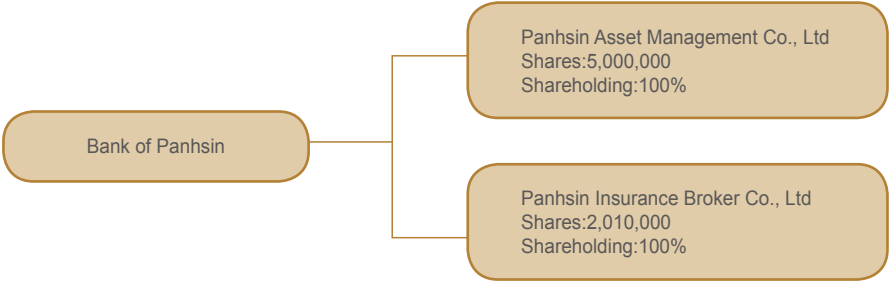 Bank of Panhsin
Panhsin Asset Management Co., Ltd
Shares:5,000,000
Shareholding:100%
Panhsin Insurance Broker Co., Ltd
Shares:2,010,000
Shareholding:100%